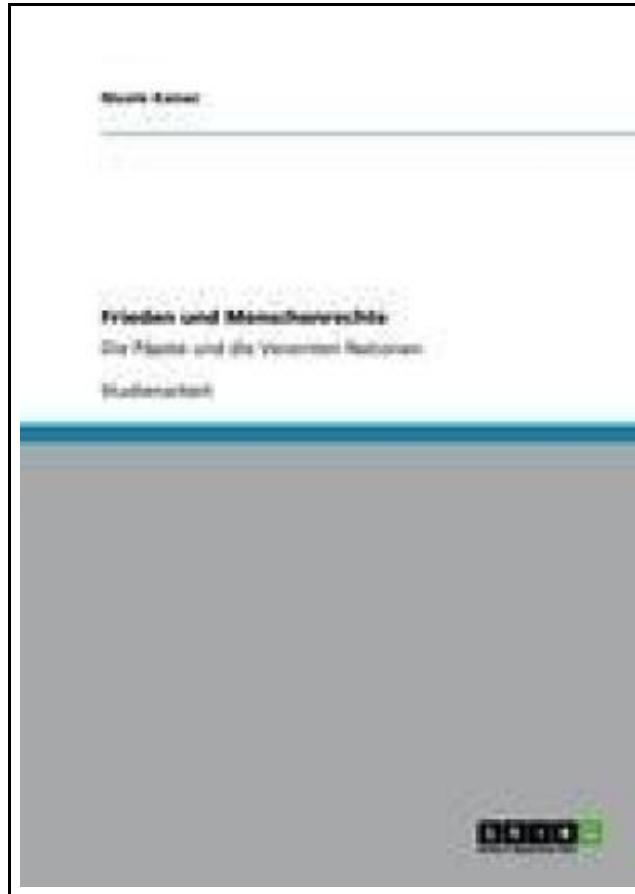 Frieden und Menschenrechte
Die Päpste und die Vereinten Nationen
Studienarbeit